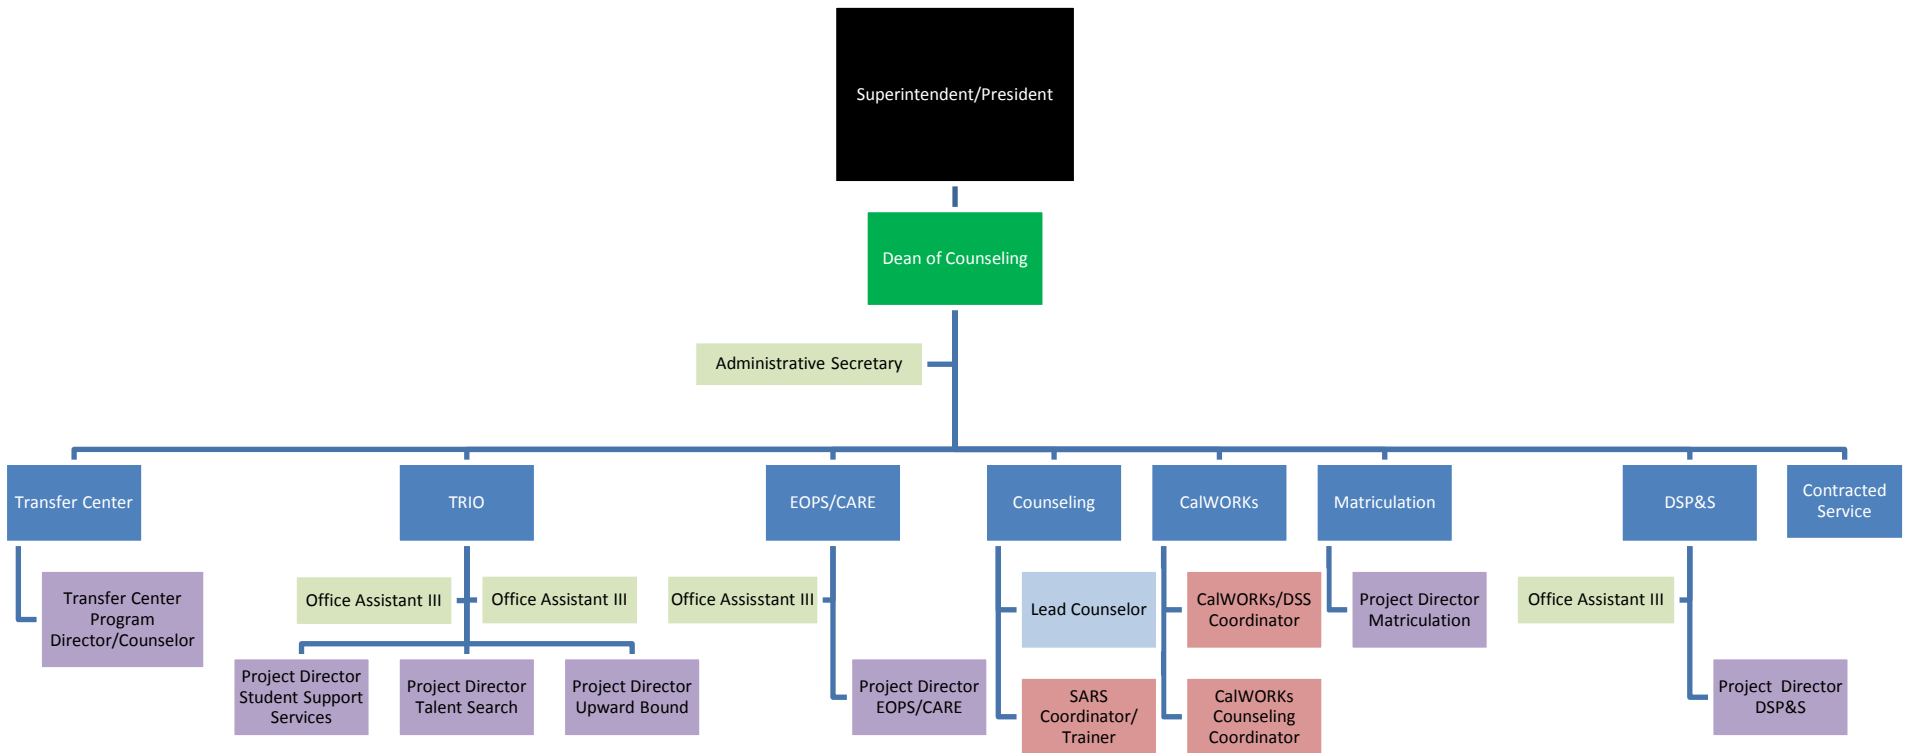 Superintendent/President
Dean of Counseling
Administrative Secretary
Transfer Center
TRIO
EOPS/CARE
Counseling
CalWORKs
Matriculation
DSP&S
Contracted
Service
Transfer Center
Program
Director/Counselor
Office Assistant III
Office Assistant III
Office Assisstant III
Lead Counselor
CalWORKs/DSS
Coordinator
Project Director
Matriculation
Office Assistant III
Project Director
Student Support
Services
Project Director
Talent Search
Project Director
Upward Bound
Project Director
EOPS/CARE
SARS
Coordinator/
Trainer
CalWORKs
Counseling
Coordinator
Project Director
DSP&S